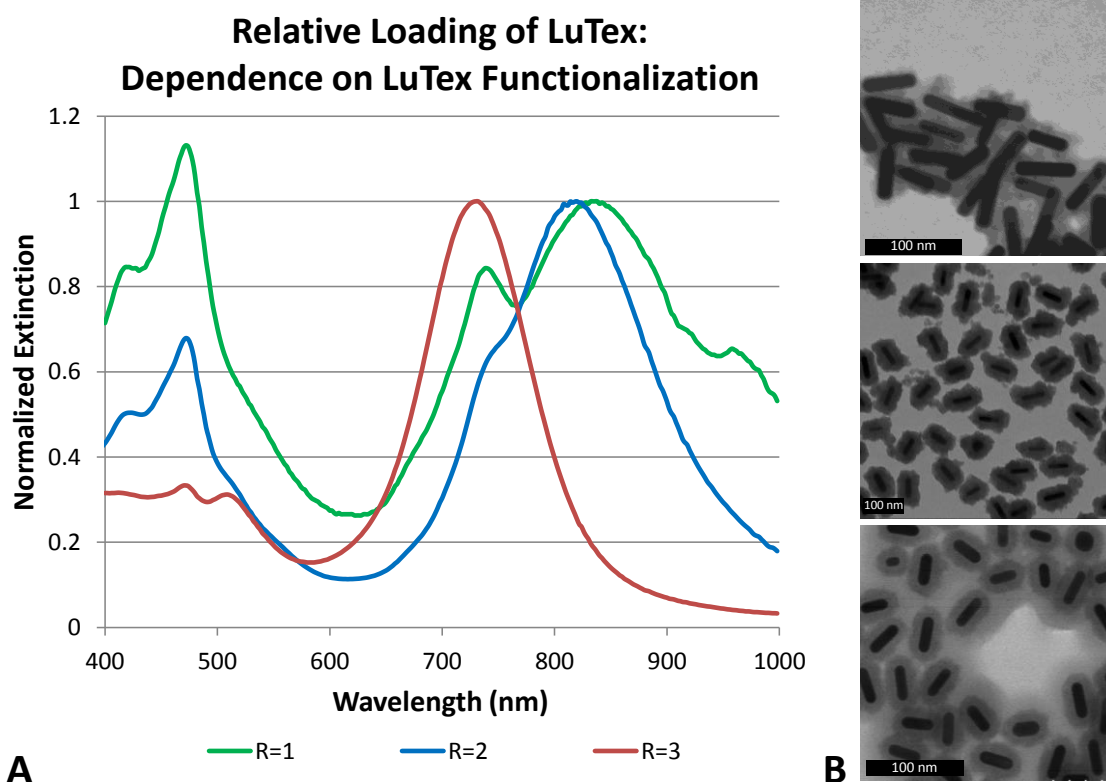 Relative Loading of LuTex:
Dependence on LuTex Functionalization
Normalized Extinction
1.2
1
0.8
0.6
0.4
0.2
0
400 500 600 700 800 900 1000
Wavelength (nm)
R=1 R=2 R=3
A
100 nm
100 nm
100 nm
B